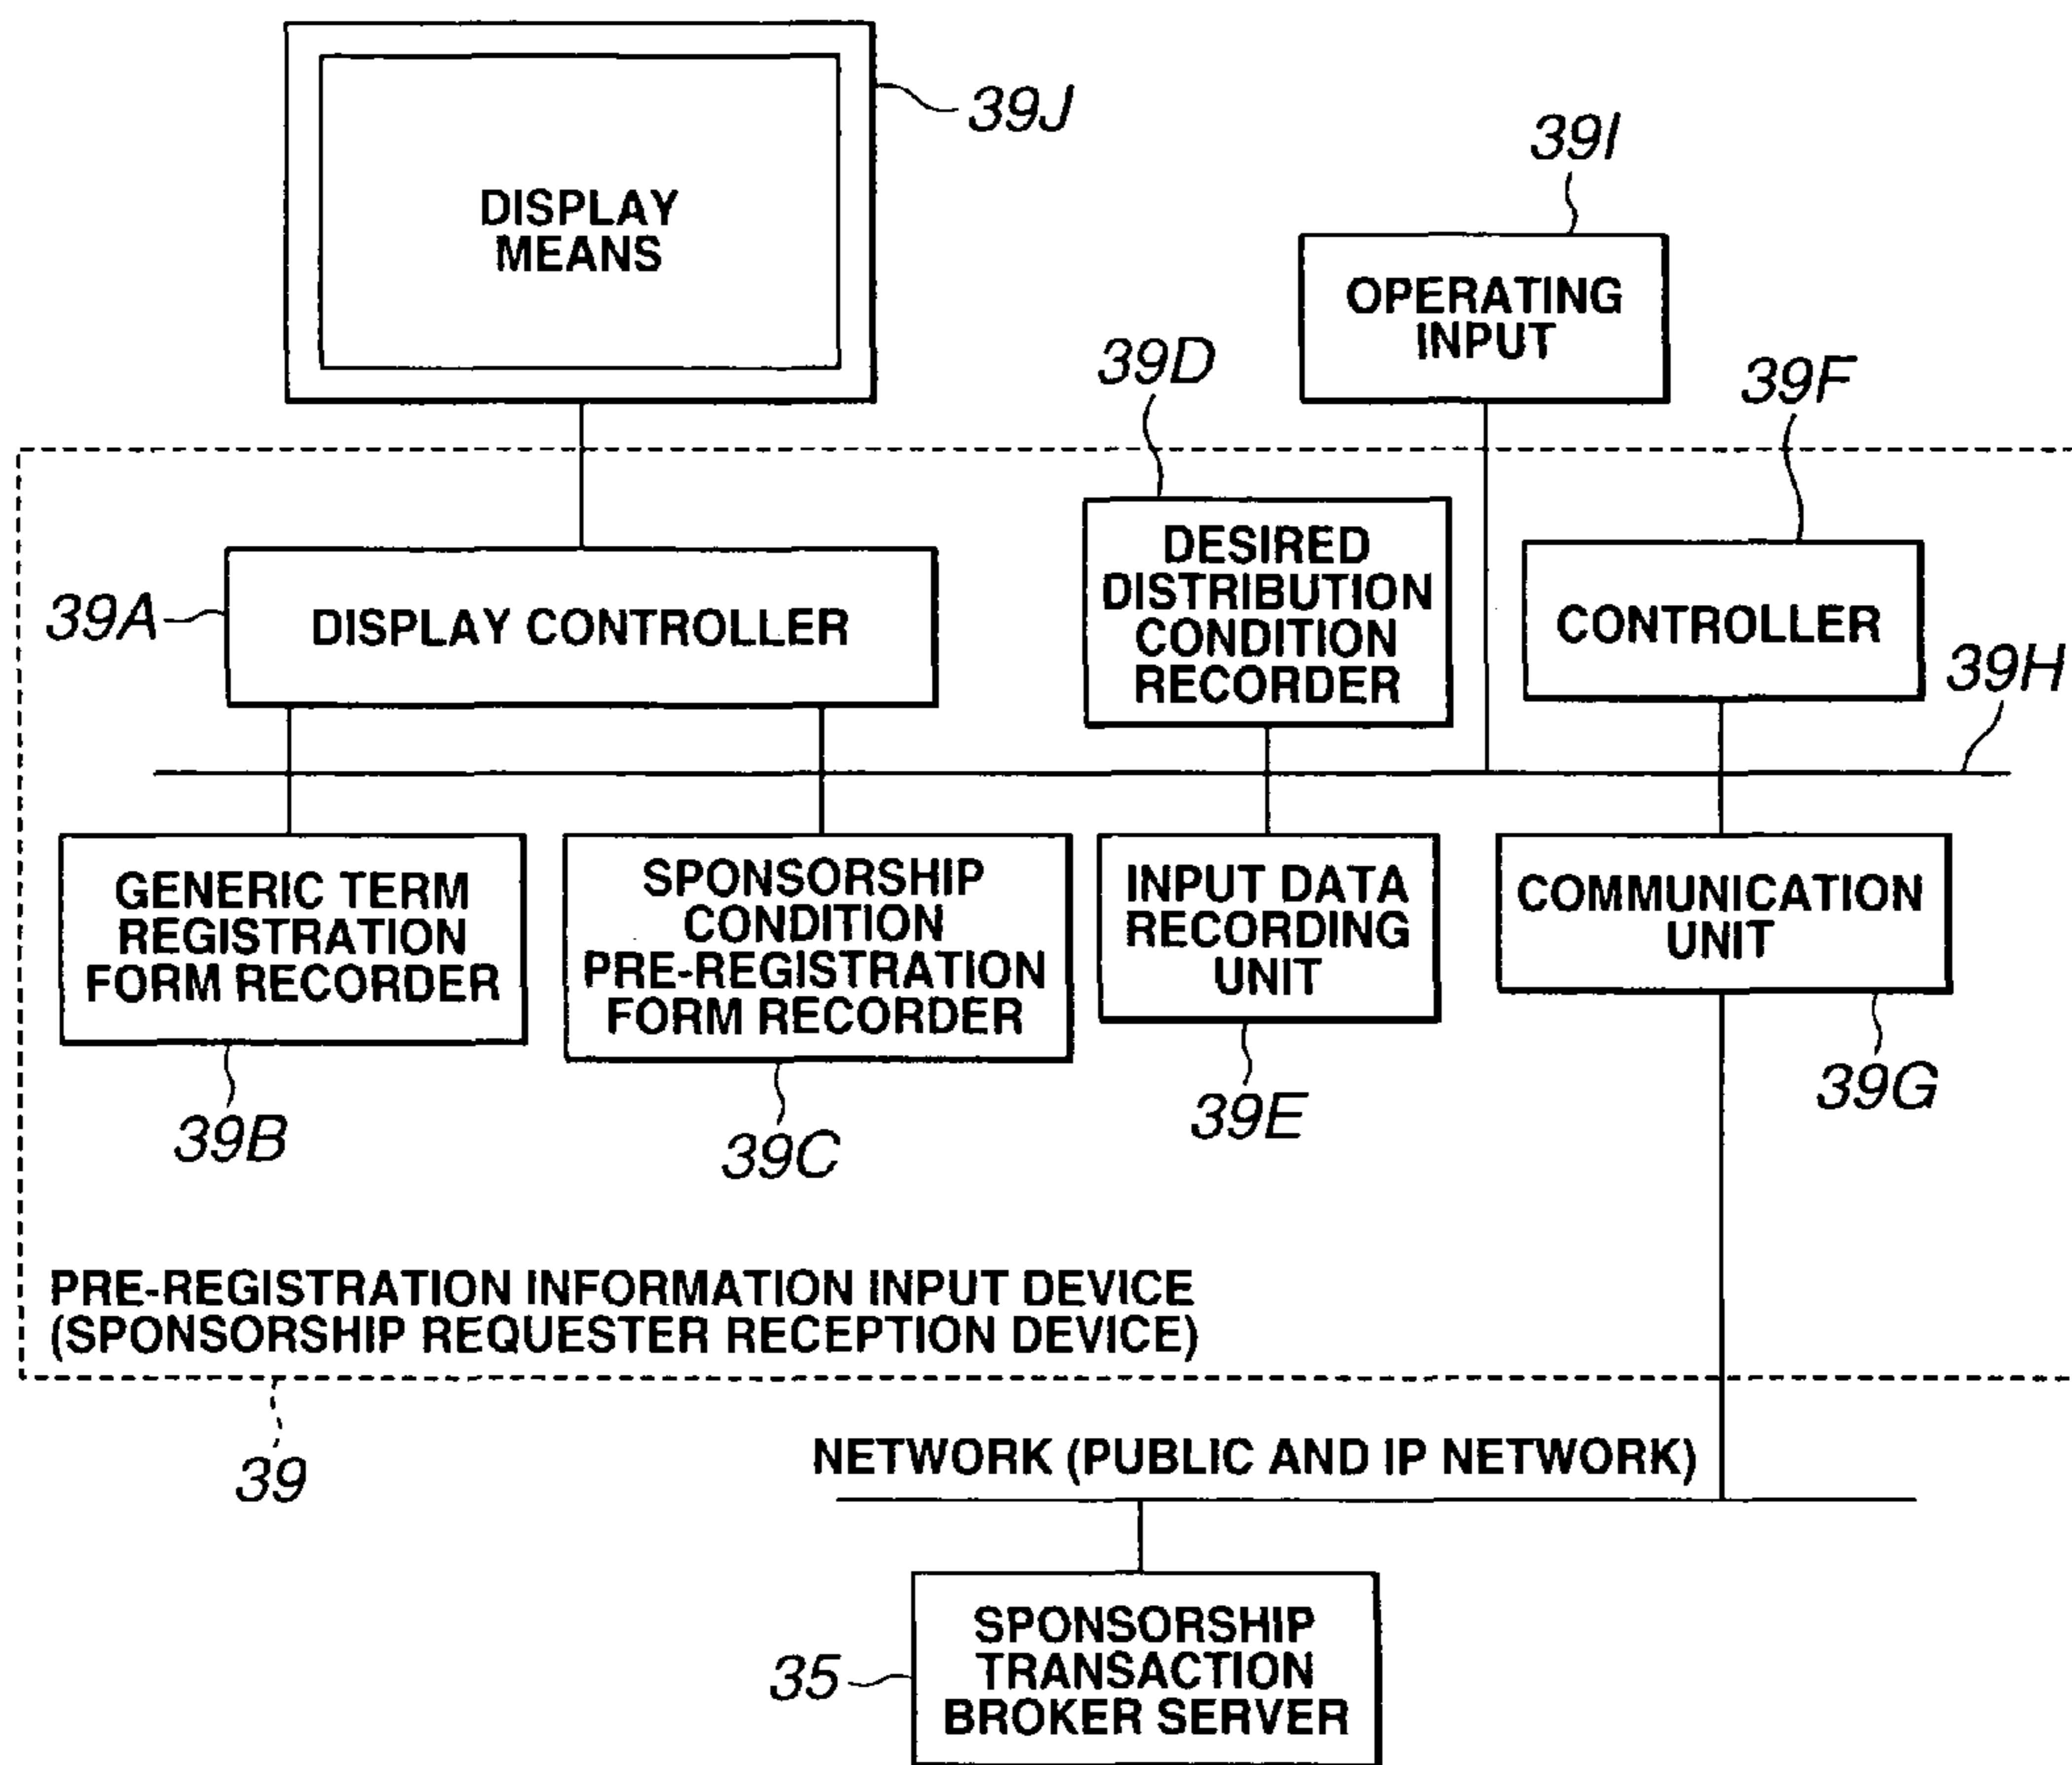 39J
DISPLAY
MEANS
39I
OPERATING
INPUT
39D
39F
DESIRED
DISTRIBUTION
CONDITION
RECORDER
39A
DISPLAY CONTROLLER
CONTROLLER
39H
GENERIC TERM
REGISTRATION
FORM RECORDER
SPONSORSHIP
CONDITION
PRE-REGISTRATION
FORM RECORDER
INPUT DATA
RECORDING
UNIT
COMMUNICATION
UNIT
39B
39C
39E
39G
PRE-REGISTRATION INFORMATION INPUT DEVICE
(SPONSORSHIP REQUESTER RECEPTION DEVICE)
39
NETWORK (PUBLIC AND IP NETWORK)
35
SPONSORSHIP
TRANSACTION
BROKER SERVER